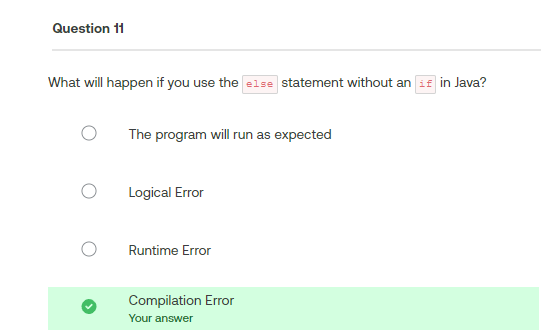 Question 11
What will happen if you use the else statement without an if in Java?
The program will run as expected
Logical Error
Runtime Error
Compilation Error
Your answer